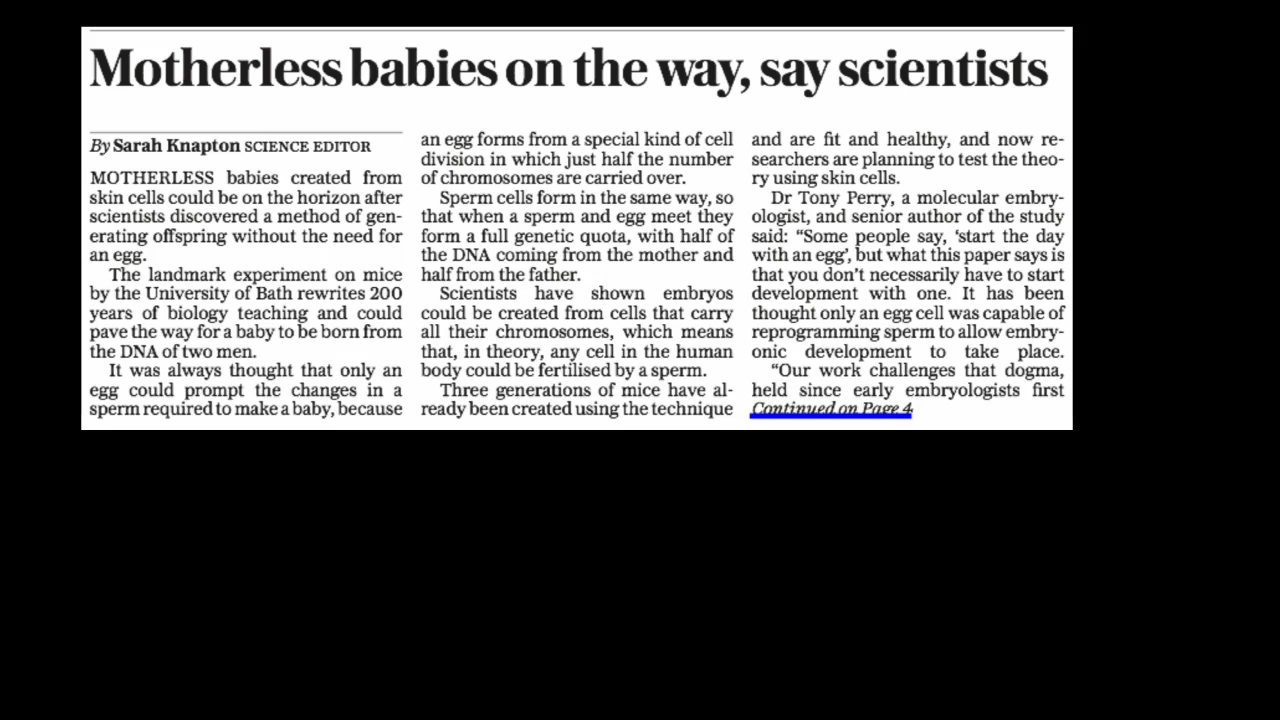 Motherless babies on the way, say scientists
By Sarah Knapton SCIENCE EDITOR
MOTHERLESS babies created from
skin cells could be on the horizon after
scientists discovered a method of gen-
erating offspring without the need for
an egg.
The landmark experiment on mice
by the University of Bath rewrites 200
years of biology teaching and could
pave the way for a baby to be born from
the DNA of two men.
It was always thought that only an
egg could prompt the changes in a
sperm required to make a baby, because
an egg forms from a special kind of cell
division in which just half the number
of chromosomes are carried over.
Sperm cells form in the same way, so
that when a sperm and egg meet they
form a full genetic quota, with half of
the DNA coming from the mother and
half from the father.
Scientists have shown embryos
could be created from cells that carry
all their chromosomes, which means
that, in theory, any cell in the human
body could be fertilised by a sperm.
Three generations of mice have al-
ready been created using the technique
and are fit and healthy, and now re-
searchers are planning to test the theo-
ry using skin cells.
Dr Tony Perry, a molecular embry-
ologist, and senior author of the study
said: “Some people say, ‘start the day
with an egg’, but what this paper says is
that you don’t necessarily have to start
development with one. It has been
thought only an egg cell was capable of
reprogramming sperm to allow embry-
onic development to take place.
“Our work challenges that dogma,
held since early embryologists first
Continued on Page 4